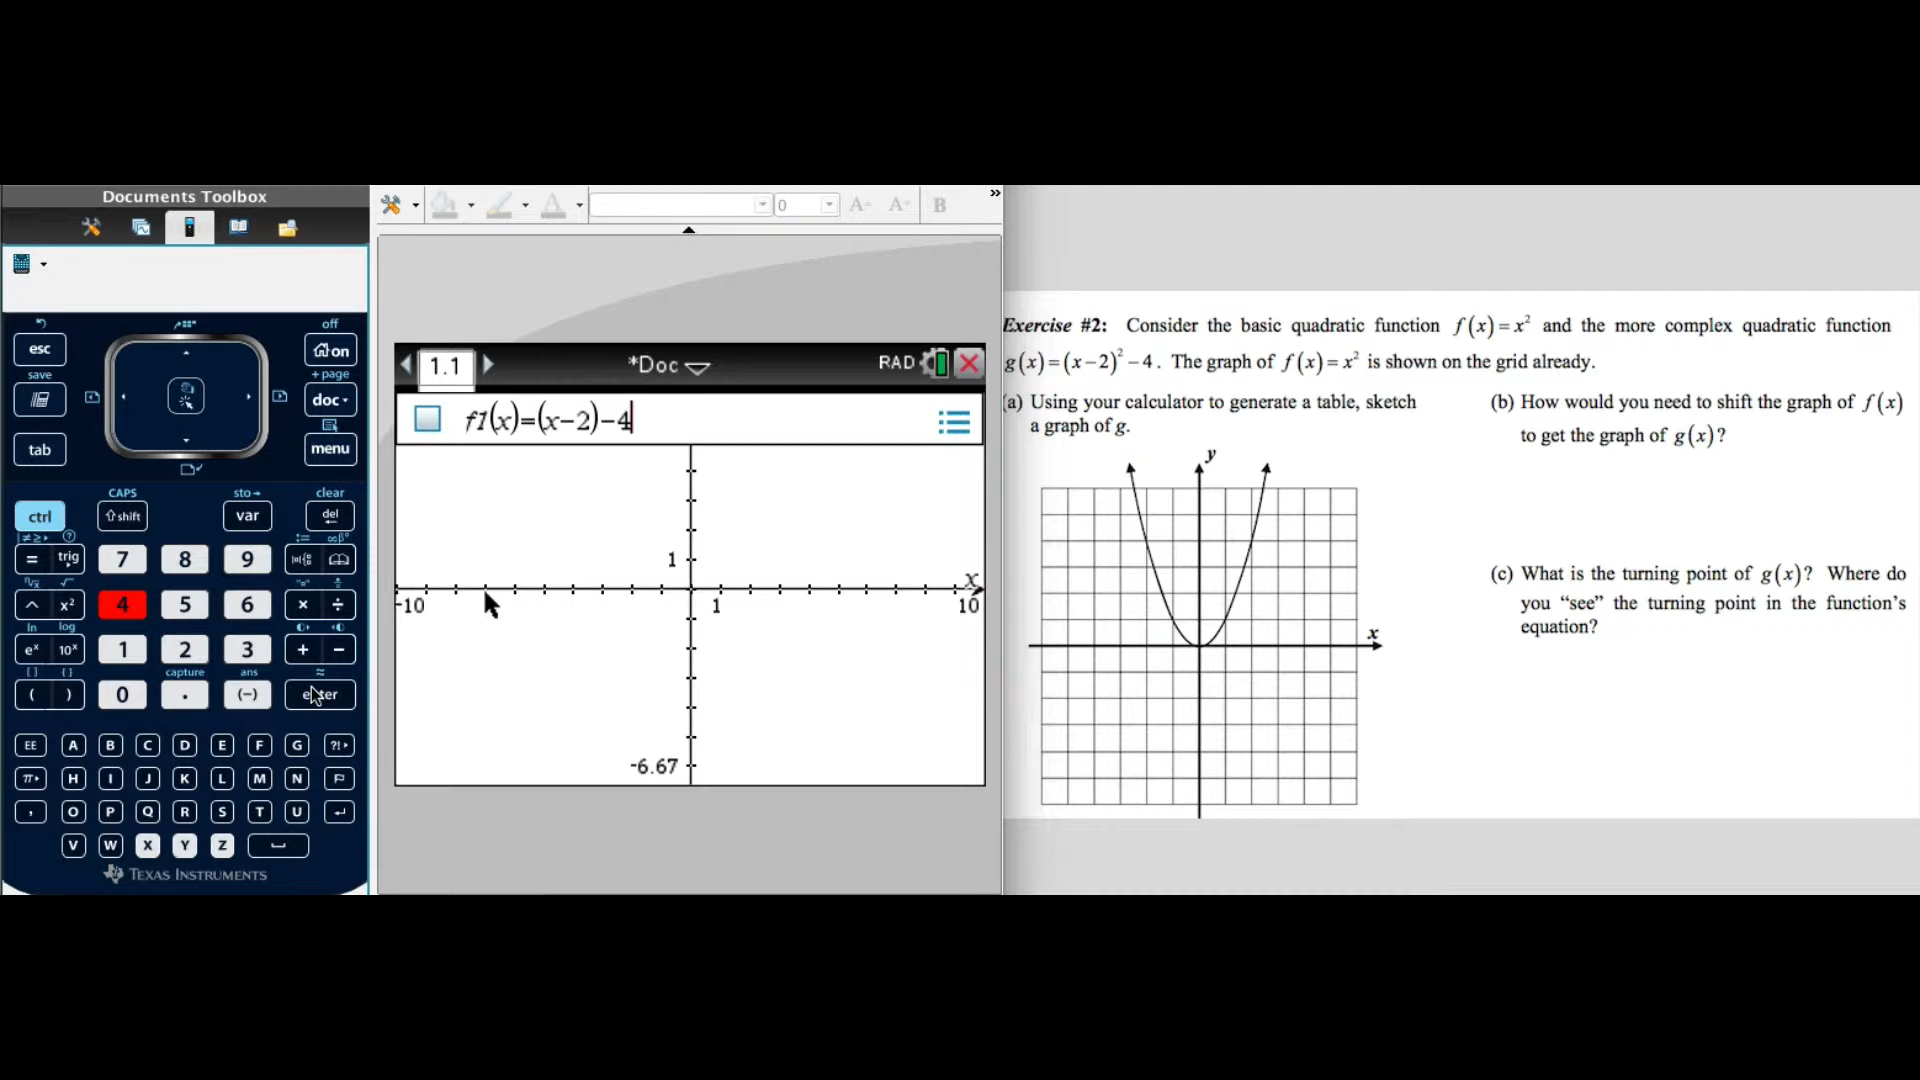 Documents Toolbox
0
B
»
1.1
*Doc
RAD
f1(x)=(x−2)−4
1
x
-10
1
10
-6.67
off
esc
on
save
+ page
doc
tab
menu
CAPS
sto→
clear
ctrl
shift
var
del
= trig 7 8 9
^ x² 4 5 6 × ÷
ln log
eˣ 10ˣ 1 2 3 + −
[ ] { } capture ans ≈
( ) 0 . (−) enter
EE A B C D E F G ?!
π H I J K L M N
, O P Q R S T U
V W X Y Z
TEXAS INSTRUMENTS
Exercise #2: Consider the basic quadratic function f(x)=x² and the more complex quadratic function
g(x)=(x−2)²−4. The graph of f(x)=x² is shown on the grid already.
(a) Using your calculator to generate a table, sketch
a graph of g.
y
x
(b) How would you need to shift the graph of f(x)
to get the graph of g(x)?
(c) What is the turning point of g(x)? Where do
you “see” the turning point in the function’s
equation?